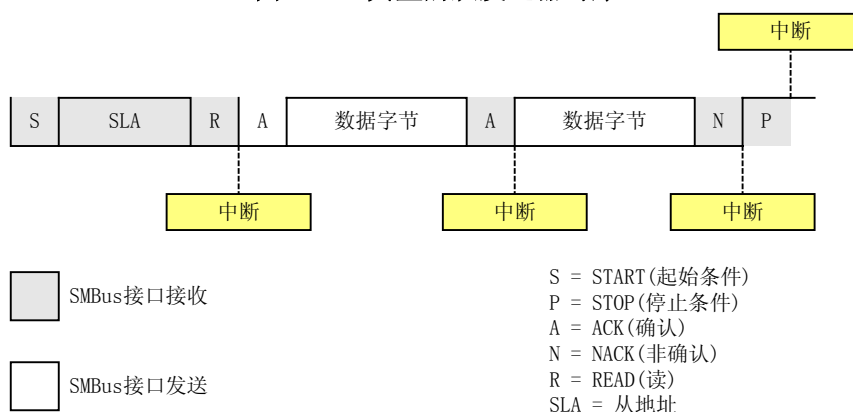 中断
S SLA R A 数据字节 A 数据字节 N P
中断 中断 中断
SMBus接口接收
SMBus接口发送
S = START(起始条件)
P = STOP(停止条件)
A = ACK(确认)
N = NACK(非确认)
R = READ(读)
SLA = 从地址